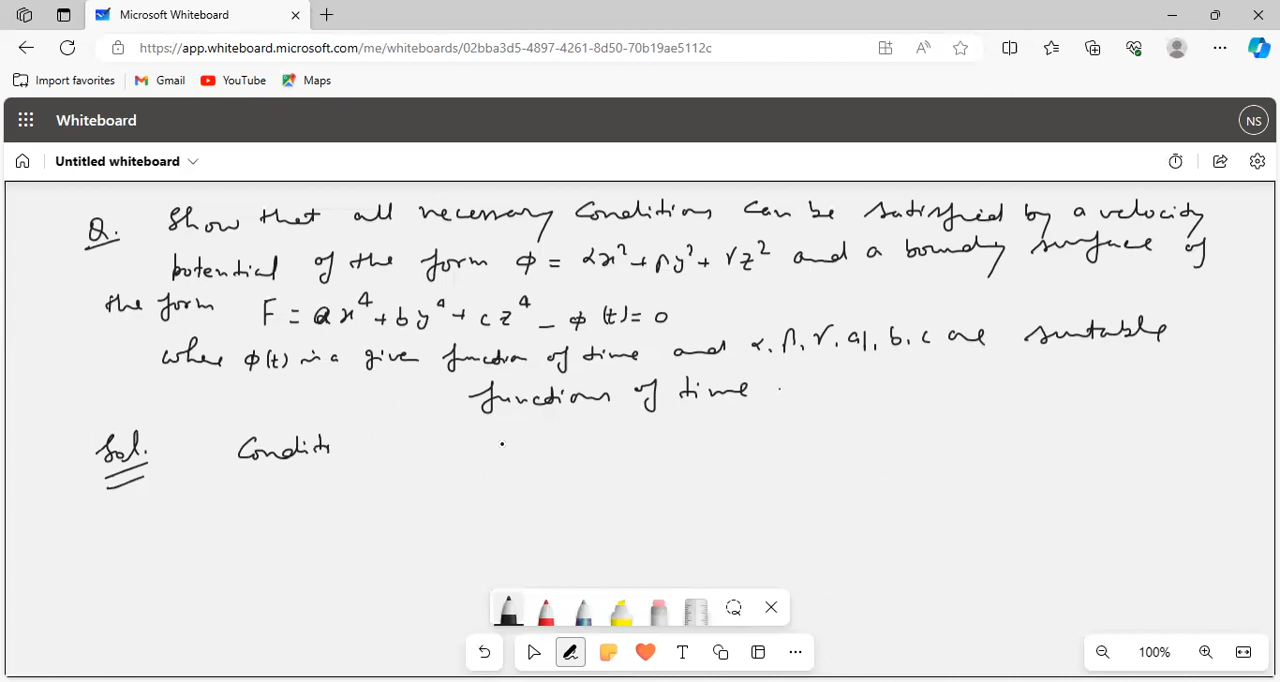 Microsoft Whiteboard
https://app.whiteboard.microsoft.com/me/whiteboards/02bba3d5-4897-4261-8d50-70b19ae5112c
Import favorites Gmail YouTube Maps
Whiteboard NS
Untitled whiteboard
Q. Show that all necessary Conditions can be satisfied by a velocity
potential of the form ϕ = αx² + βy² + γz² and a boundy surface of
the form F = ax⁴ + by⁴ + cz⁴ - ϕ(t) = 0
where ϕ(t) is a given function of time and α, β, γ, a, b, c are suitable
functions of time
Sol. Conditi
100%